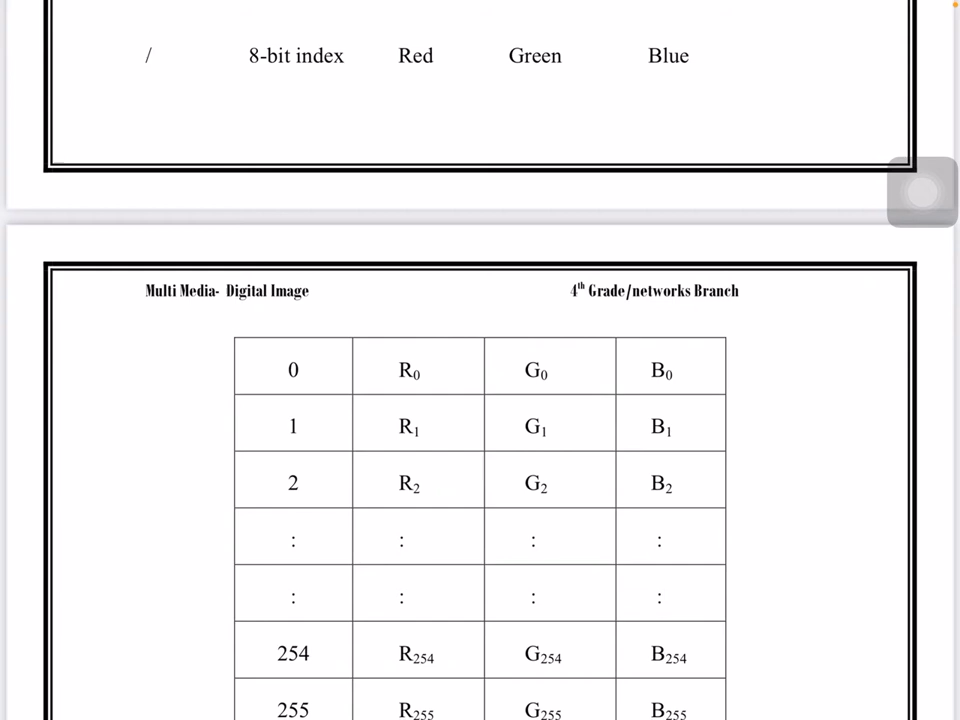 / 8-bit index Red Green Blue
Multi Media- Digital Image 4th Grade/networks Branch
0 R0 G0 B0
1 R1 G1 B1
2 R2 G2 B2
: : : :
: : : :
254 R254 G254 B254
255 R255 G255 B255